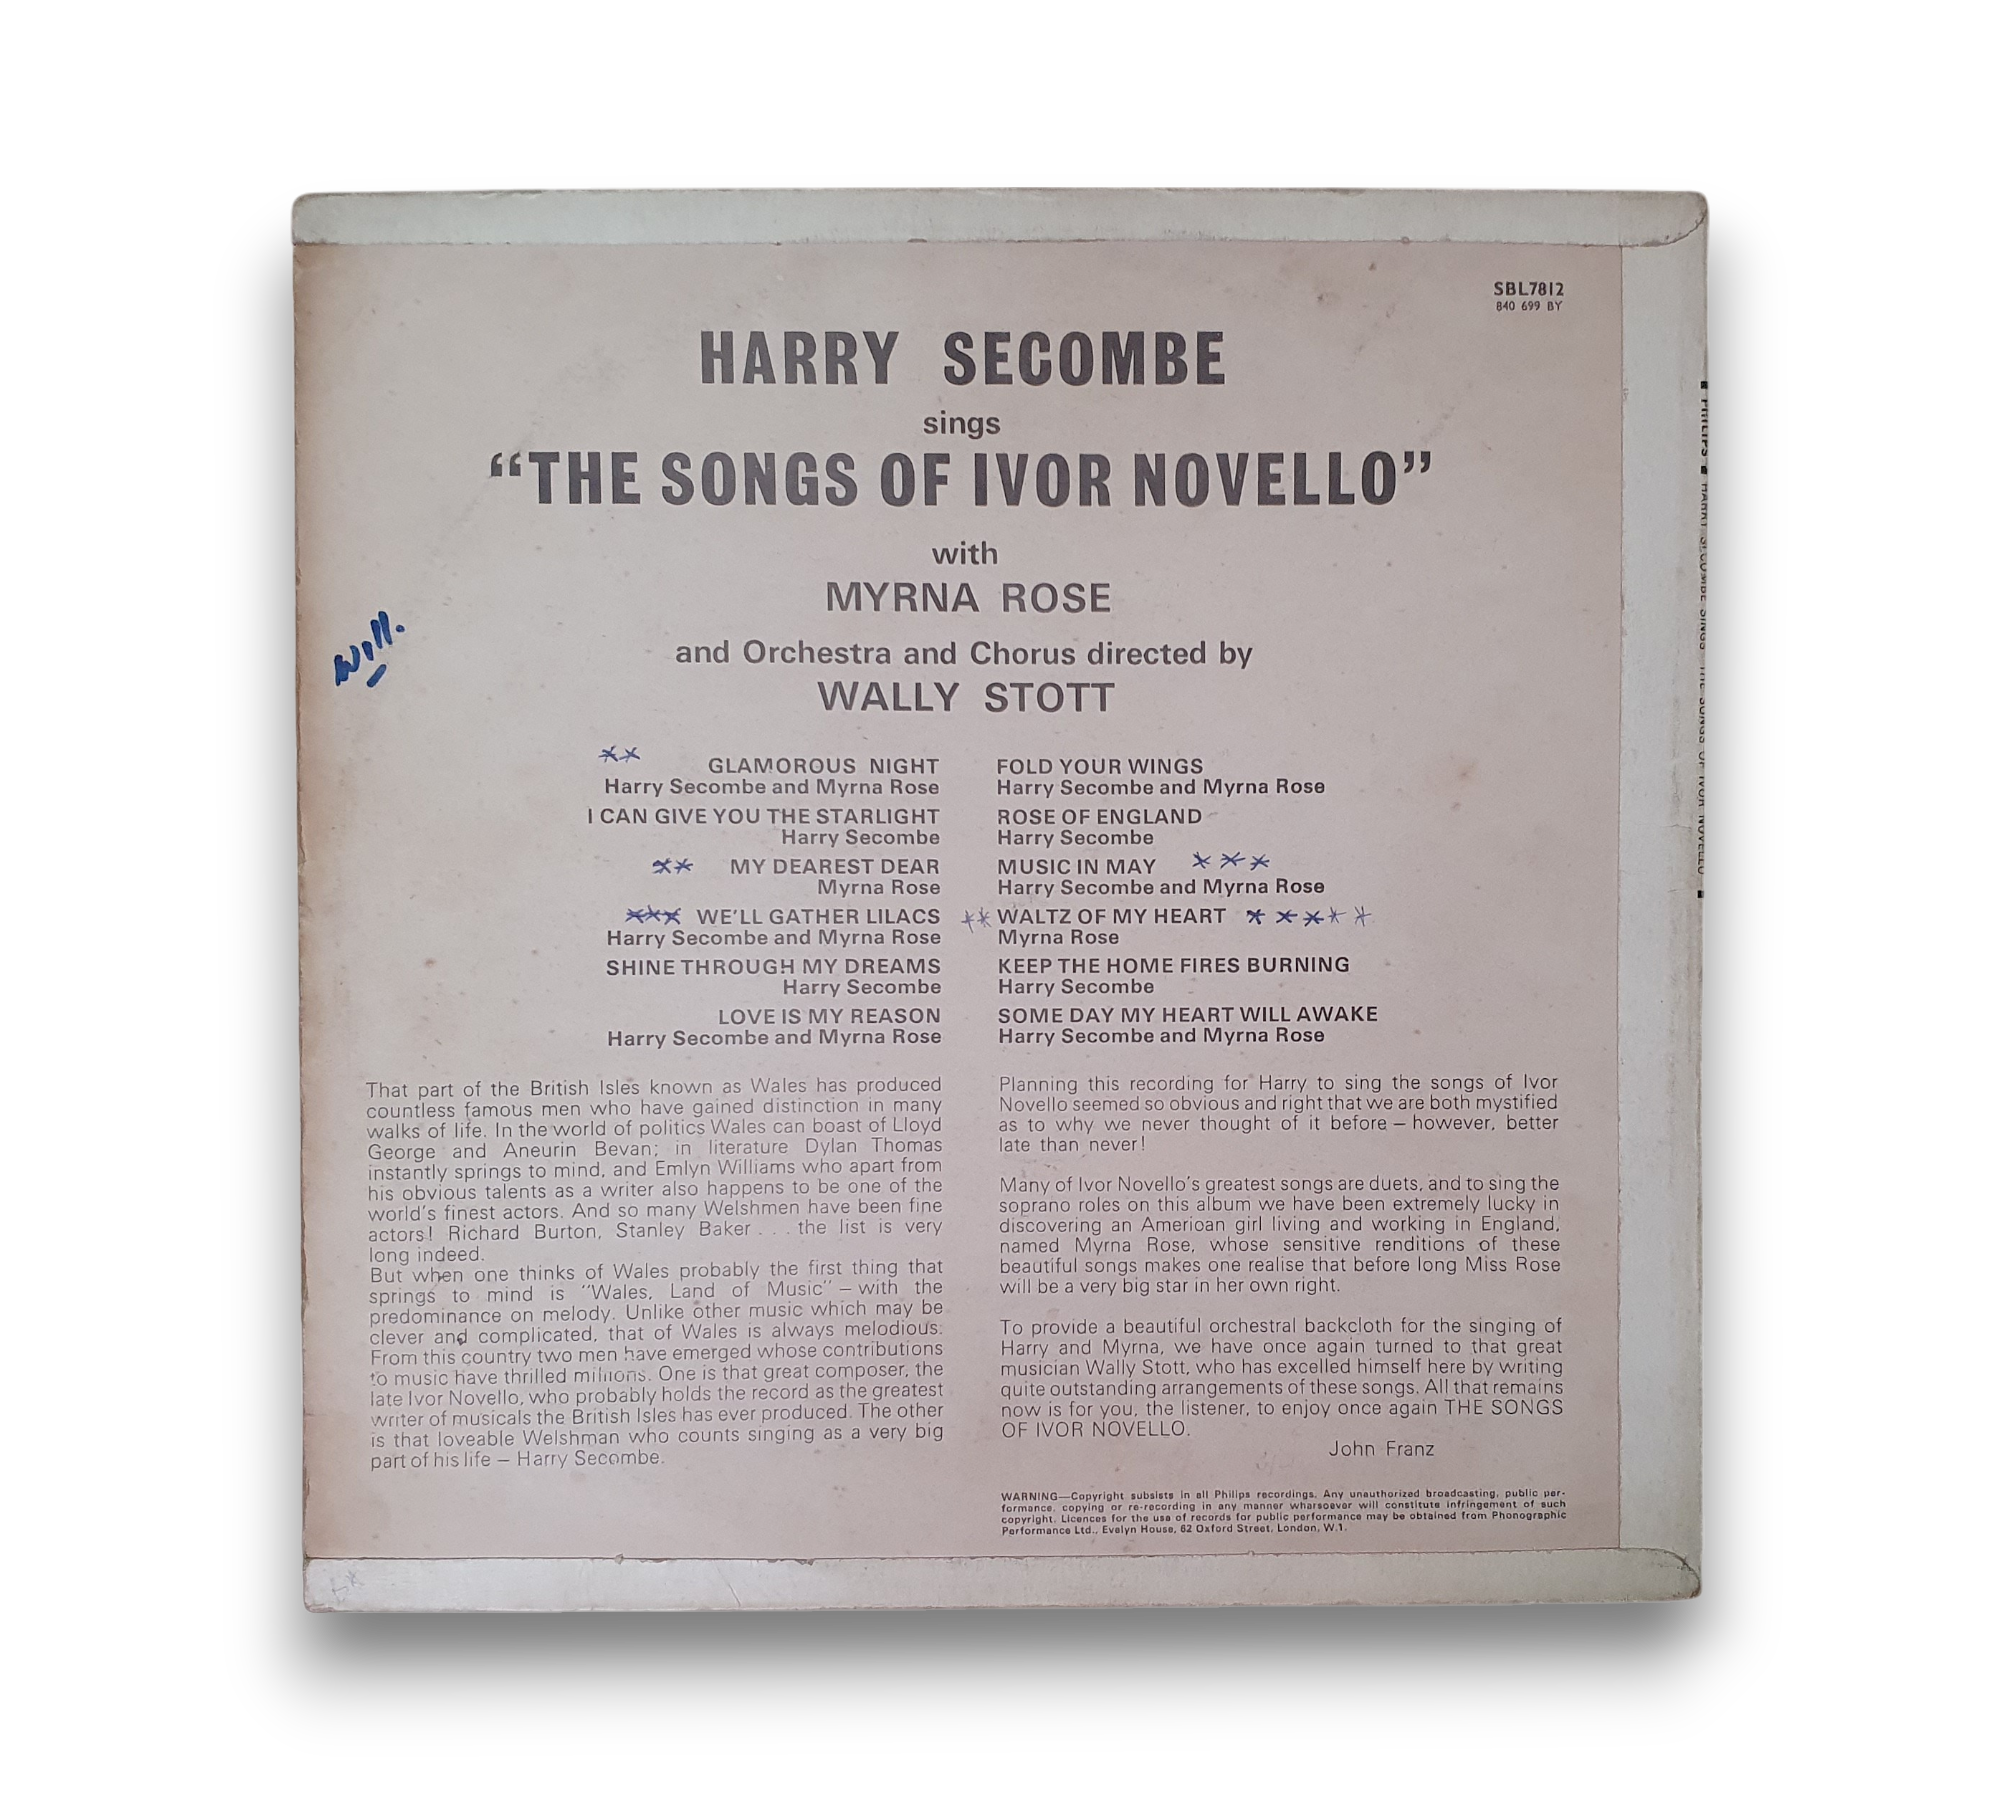 SBL7812
840 699 BY
HARRY SECOMBE
sings
“THE SONGS OF IVOR NOVELLO”
with
MYRNA ROSE
and Orchestra and Chorus directed by
WALLY STOTT
Will.
** GLAMOROUS NIGHT
Harry Secombe and Myrna Rose
I CAN GIVE YOU THE STARLIGHT
Harry Secombe
** MY DEAREST DEAR
Myrna Rose
*** WE'LL GATHER LILACS
Harry Secombe and Myrna Rose
SHINE THROUGH MY DREAMS
Harry Secombe
LOVE IS MY REASON
Harry Secombe and Myrna Rose
FOLD YOUR WINGS
Harry Secombe and Myrna Rose
ROSE OF ENGLAND
Harry Secombe
MUSIC IN MAY ***
Harry Secombe and Myrna Rose
** WALTZ OF MY HEART *****
Myrna Rose
KEEP THE HOME FIRES BURNING
Harry Secombe
SOME DAY MY HEART WILL AWAKE
Harry Secombe and Myrna Rose
That part of the British Isles known as Wales has produced
countless famous men who have gained distinction in many
walks of life. In the world of politics Wales can boast of Lloyd
George and Aneurin Bevan; in literature Dylan Thomas
instantly springs to mind, and Emlyn Williams who apart from
his obvious talents as a writer also happens to be one of the
world's finest actors. And so many Welshmen have been fine
actors! Richard Burton, Stanley Baker . . . the list is very
long indeed.
But when one thinks of Wales probably the first thing that
springs to mind is “Wales, Land of Music” – with the
predominance on melody. Unlike other music which may be
clever and complicated, that of Wales is always melodious.
From this country two men have emerged whose contributions
to music have thrilled millions. One is that great composer, the
late Ivor Novello, who probably holds the record as the greatest
writer of musicals the British Isles has ever produced. The other
is that loveable Welshman who counts singing as a very big
part of his life – Harry Secombe.
Planning this recording for Harry to sing the songs of Ivor
Novello seemed so obvious and right that we are both mystified
as to why we never thought of it before – however, better
late than never!
Many of Ivor Novello's greatest songs are duets, and to sing the
soprano roles on this album we have been extremely lucky in
discovering an American girl living and working in England,
named Myrna Rose, whose sensitive renditions of these
beautiful songs makes one realise that before long Miss Rose
will be a very big star in her own right.
To provide a beautiful orchestral backcloth for the singing of
Harry and Myrna, we have once again turned to that great
musician Wally Stott, who has excelled himself here by writing
quite outstanding arrangements of these songs. All that remains
now is for you, the listener, to enjoy once again THE SONGS
OF IVOR NOVELLO.
John Franz
WARNING—Copyright subsists in all Philips recordings. Any unauthorized broadcasting, public per-
formance, copying or re-recording in any manner wharsoever will constitute infringement of such
copyright. Licences for the use of records for public performance may be obtained from Phonographic
Performance Ltd., Evelyn House, 62 Oxford Street, London, W.1.
PHILIPS HARRY SECOMBE SINGS THE SONGS OF IVOR NOVELLO